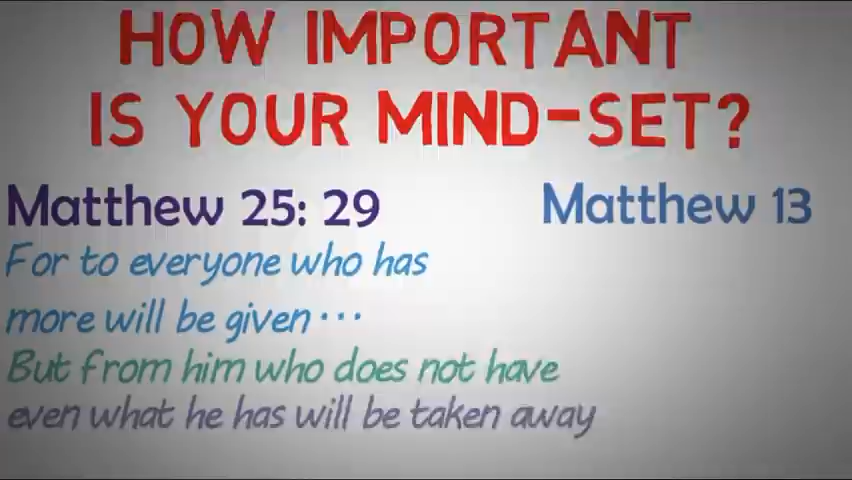 HOW IMPORTANT
IS YOUR MIND-SET?
Matthew 25: 29
Matthew 13
For to everyone who has
more will be given...
But from him who does not have
even what he has will be taken away